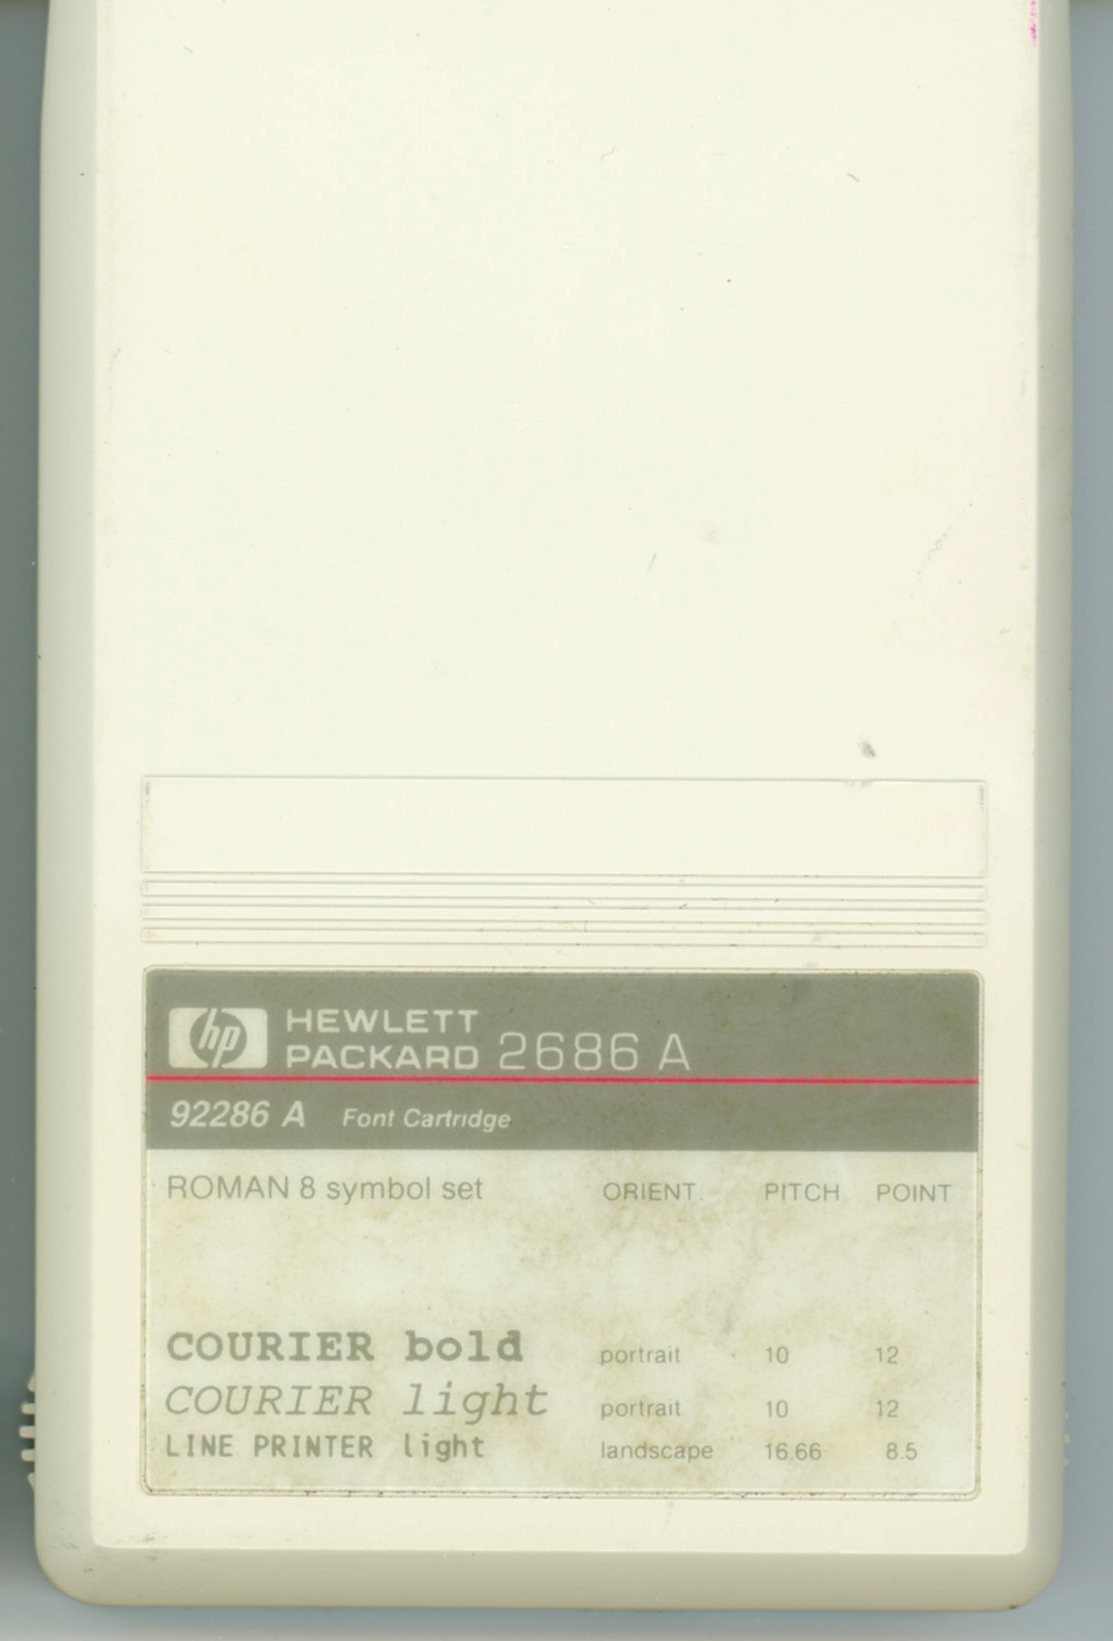 hp HEWLETT
PACKARD 2686 A
92286 A Font Cartridge
ROMAN 8 symbol set ORIENT. PITCH POINT
COURIER bold portrait 10 12
COURIER light portrait 10 12
LINE PRINTER light landscape 16.66 8.5